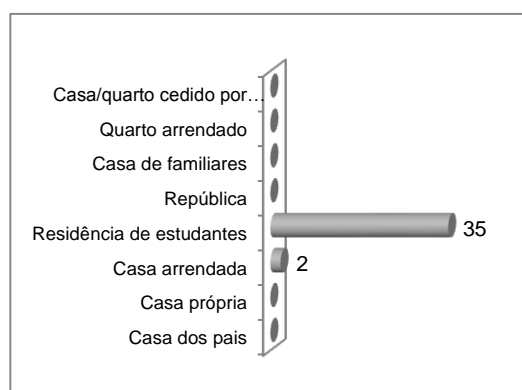 Casa/quarto cedido por…
Quarto arrendado
Casa de familiares
República
Residência de estudantes
35
Casa arrendada
2
Casa própria
Casa dos pais